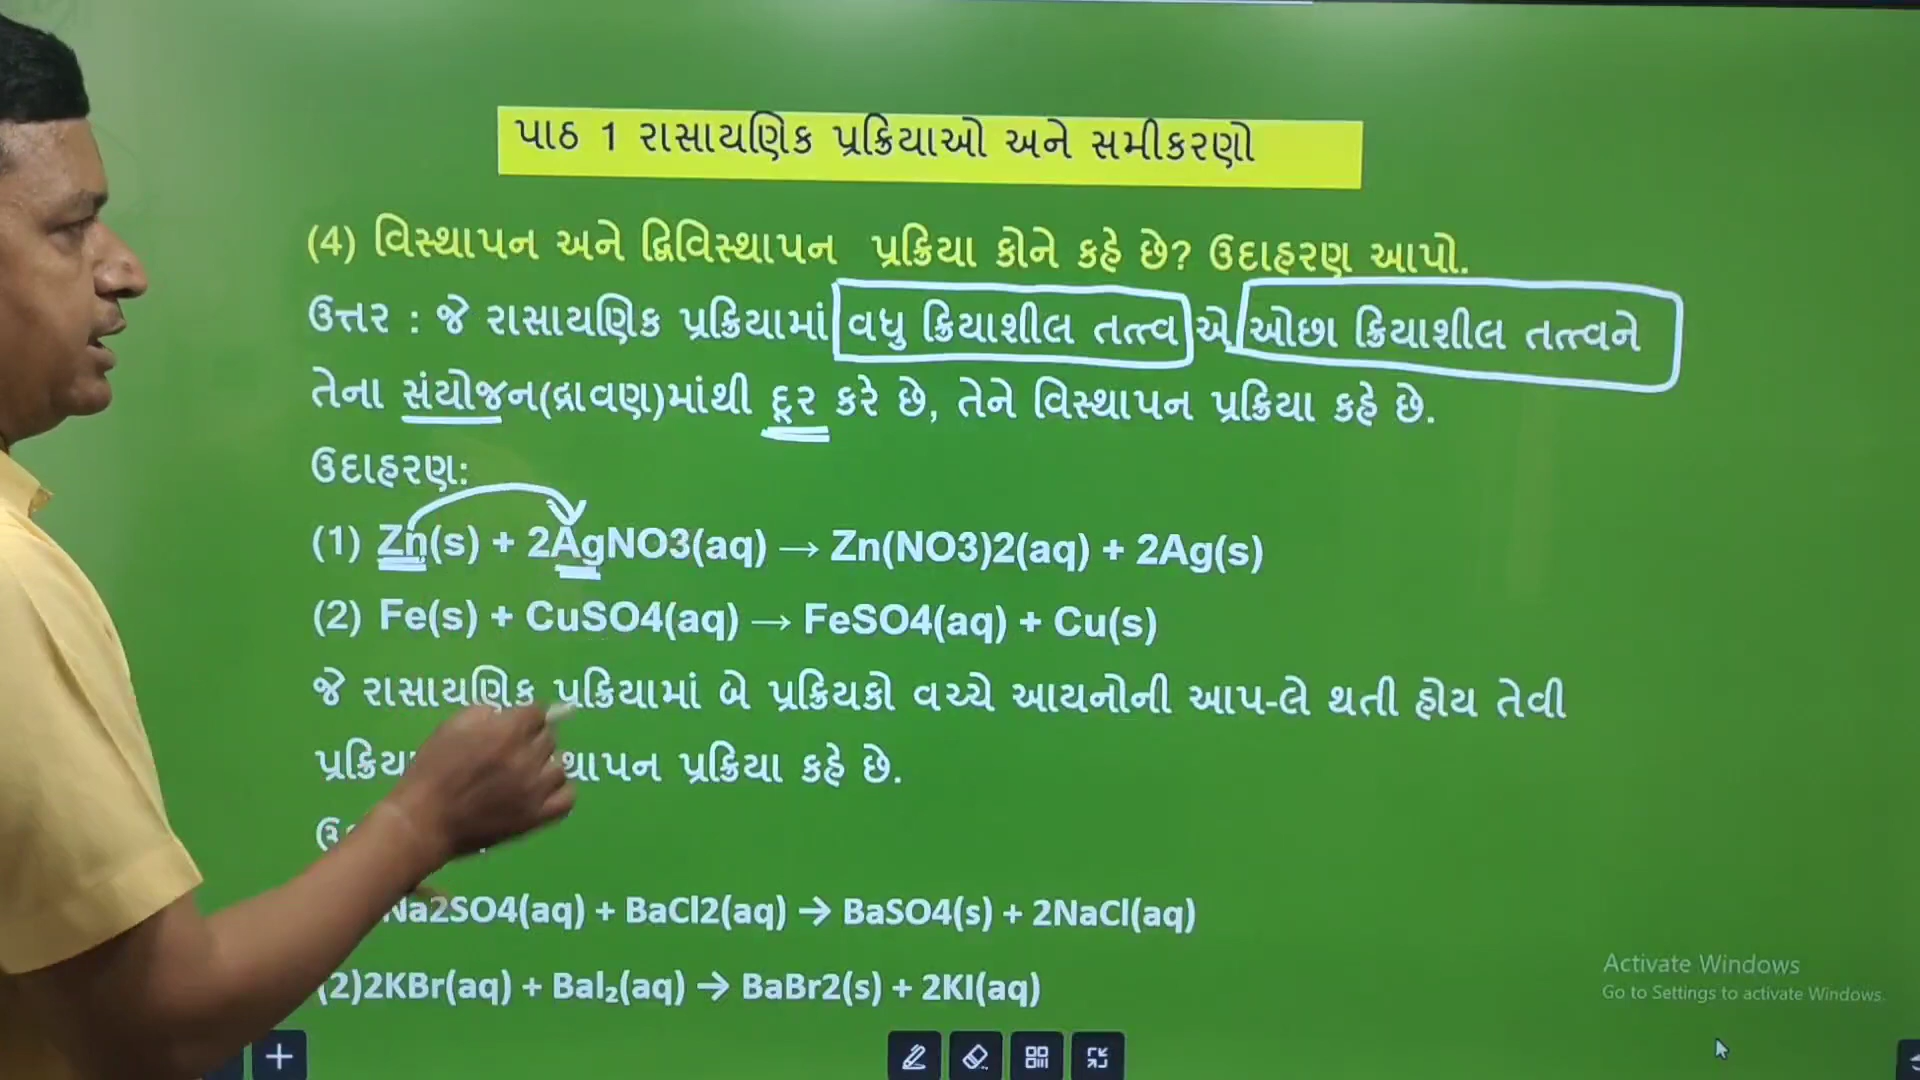 પાઠ 1 રાસાયણિક પ્રક્રિયાઓ અને સમીકરણો
(4) વિસ્થાપન અને દ્વિવિસ્થાપન પ્રક્રિયા કોને કહે છે? ઉદાહરણ આપો.
ઉત્તર : જે રાસાયણિક પ્રક્રિયામાં વધુ ક્રિયાશીલ તત્ત્વ એ ઓછા ક્રિયાશીલ તત્ત્વને
તેના સંયોજન(દ્રાવણ)માંથી દૂર કરે છે, તેને વિસ્થાપન પ્રક્રિયા કહે છે.
ઉદાહરણ:
(1) Zn(s) + 2AgNO3(aq) → Zn(NO3)2(aq) + 2Ag(s)
(2) Fe(s) + CuSO4(aq) → FeSO4(aq) + Cu(s)
જે રાસાયણિક પ્રક્રિયામાં બે પ્રક્રિયકો વચ્ચે આયનોની આપ-લે થતી હોય તેવી
પ્રક્રિયા થાપન પ્રક્રિયા કહે છે.
Na2SO4(aq) + BaCl2(aq) → BaSO4(s) + 2NaCl(aq)
(2)2KBr(aq) + BaI₂(aq) → BaBr2(s) + 2KI(aq)
Activate Windows
Go to Settings to activate Windows.